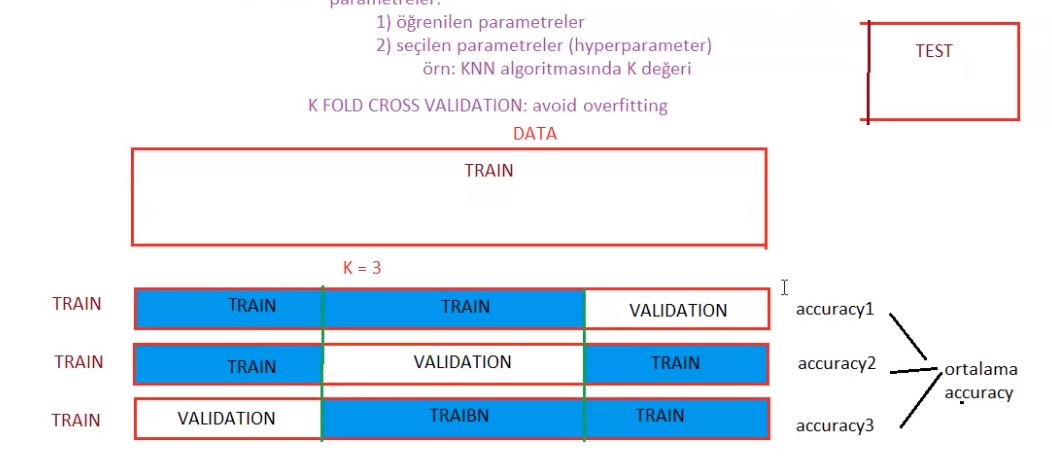 parametreler:
1) öğrenilen parametreler
2) seçilen parametreler (hyperparameter)
örn: KNN algoritmasında K değeri
TEST
K FOLD CROSS VALIDATION: avoid overfitting
DATA
TRAIN
K = 3
TRAIN TRAIN TRAIN VALIDATION accuracy1
TRAIN TRAIN VALIDATION TRAIN accuracy2
ortalama
accuracy
TRAIN VALIDATION TRAIBN TRAIN accuracy3